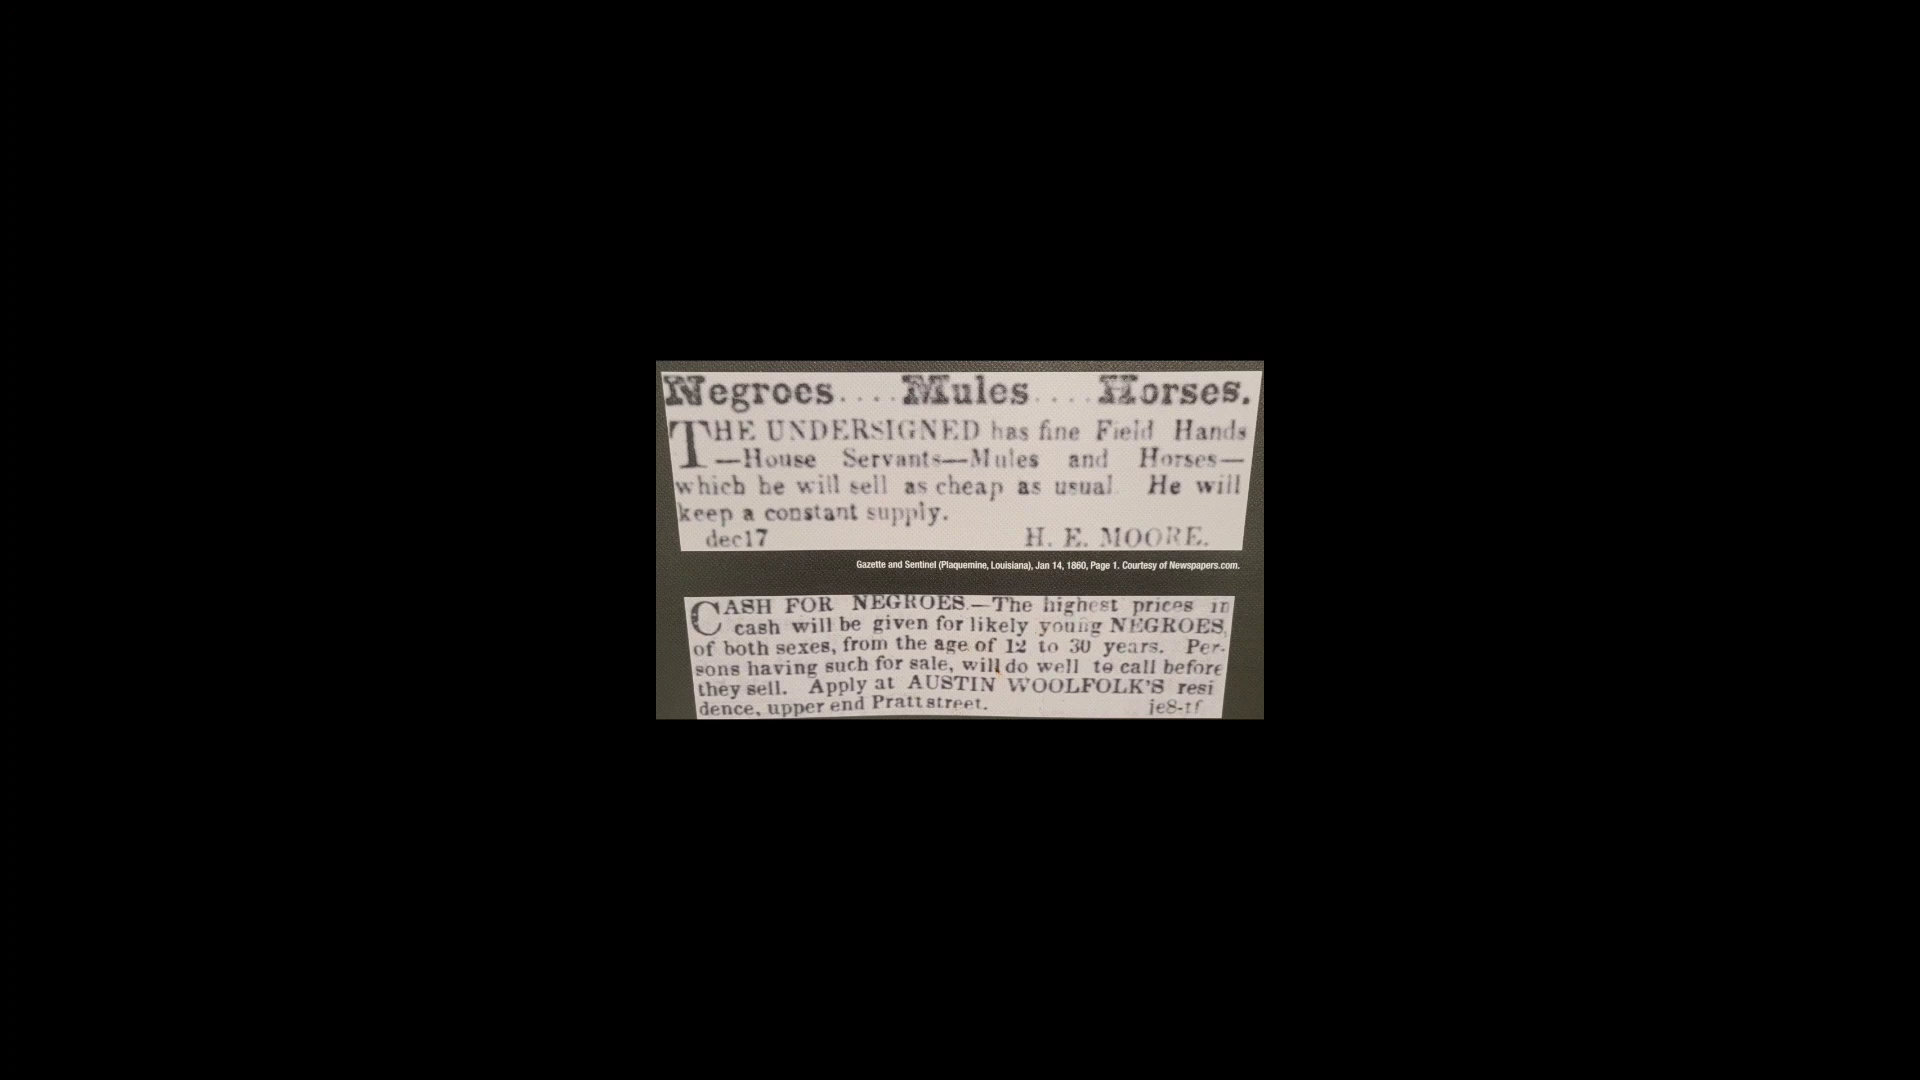 Negroes.... Mules.... Horses.
THE UNDERSIGNED has fine Field Hands
—House Servants—Mules and Horses—
which he will sell as cheap as usual. He will
keep a constant supply.
dec17 H. E. MOORE.
Gazette and Sentinel (Plaquemine, Louisiana), Jan 14, 1860, Page 1. Courtesy of Newspapers.com.
CASH FOR NEGROES.—The highest prices in
cash will be given for likely young NEGROES,
of both sexes, from the age of 12 to 30 years. Per-
sons having such for sale, will do well to call before
they sell. Apply at AUSTIN WOOLFOLK'S resi
dence, upper end Pratt street. je8-tf